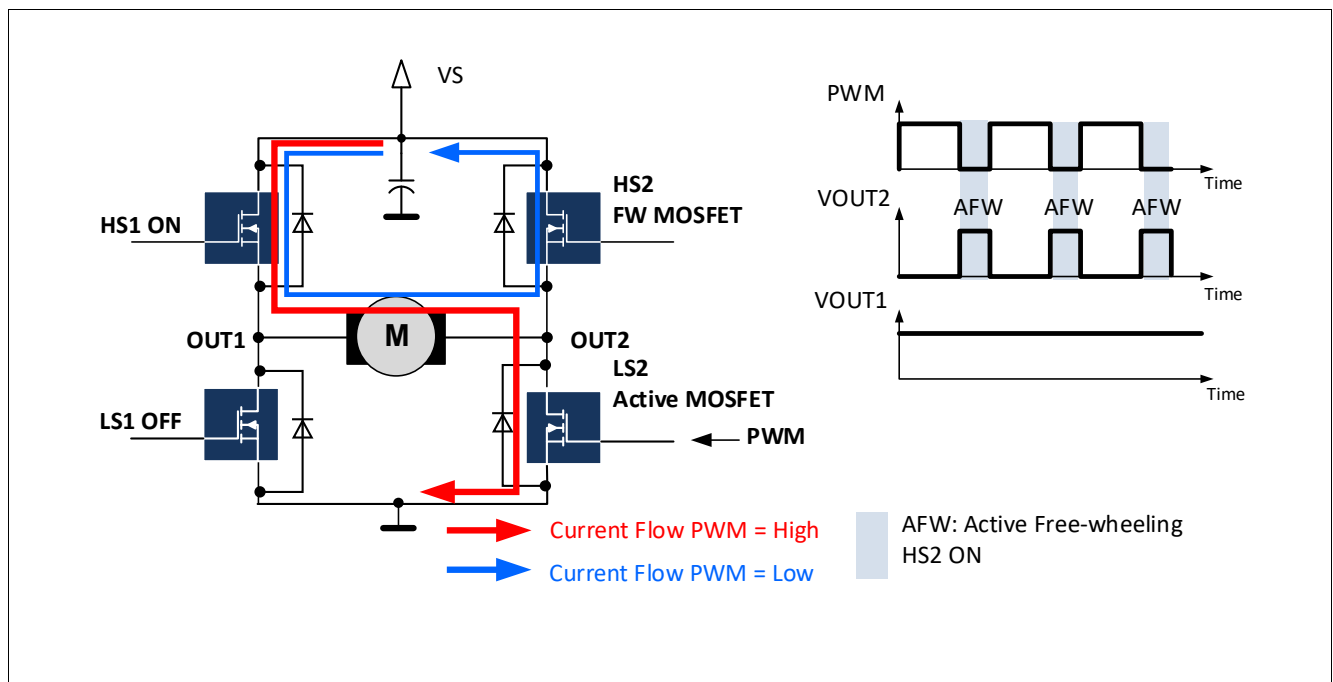 VS
HS1 ON
HS2
FW MOSFET
M
OUT1
OUT2
LS1 OFF
LS2
Active MOSFET
PWM
Current Flow PWM = High
Current Flow PWM = Low
PWM
Time
VOUT2
AFW
AFW
AFW
Time
VOUT1
Time
AFW: Active Free-wheeling
HS2 ON